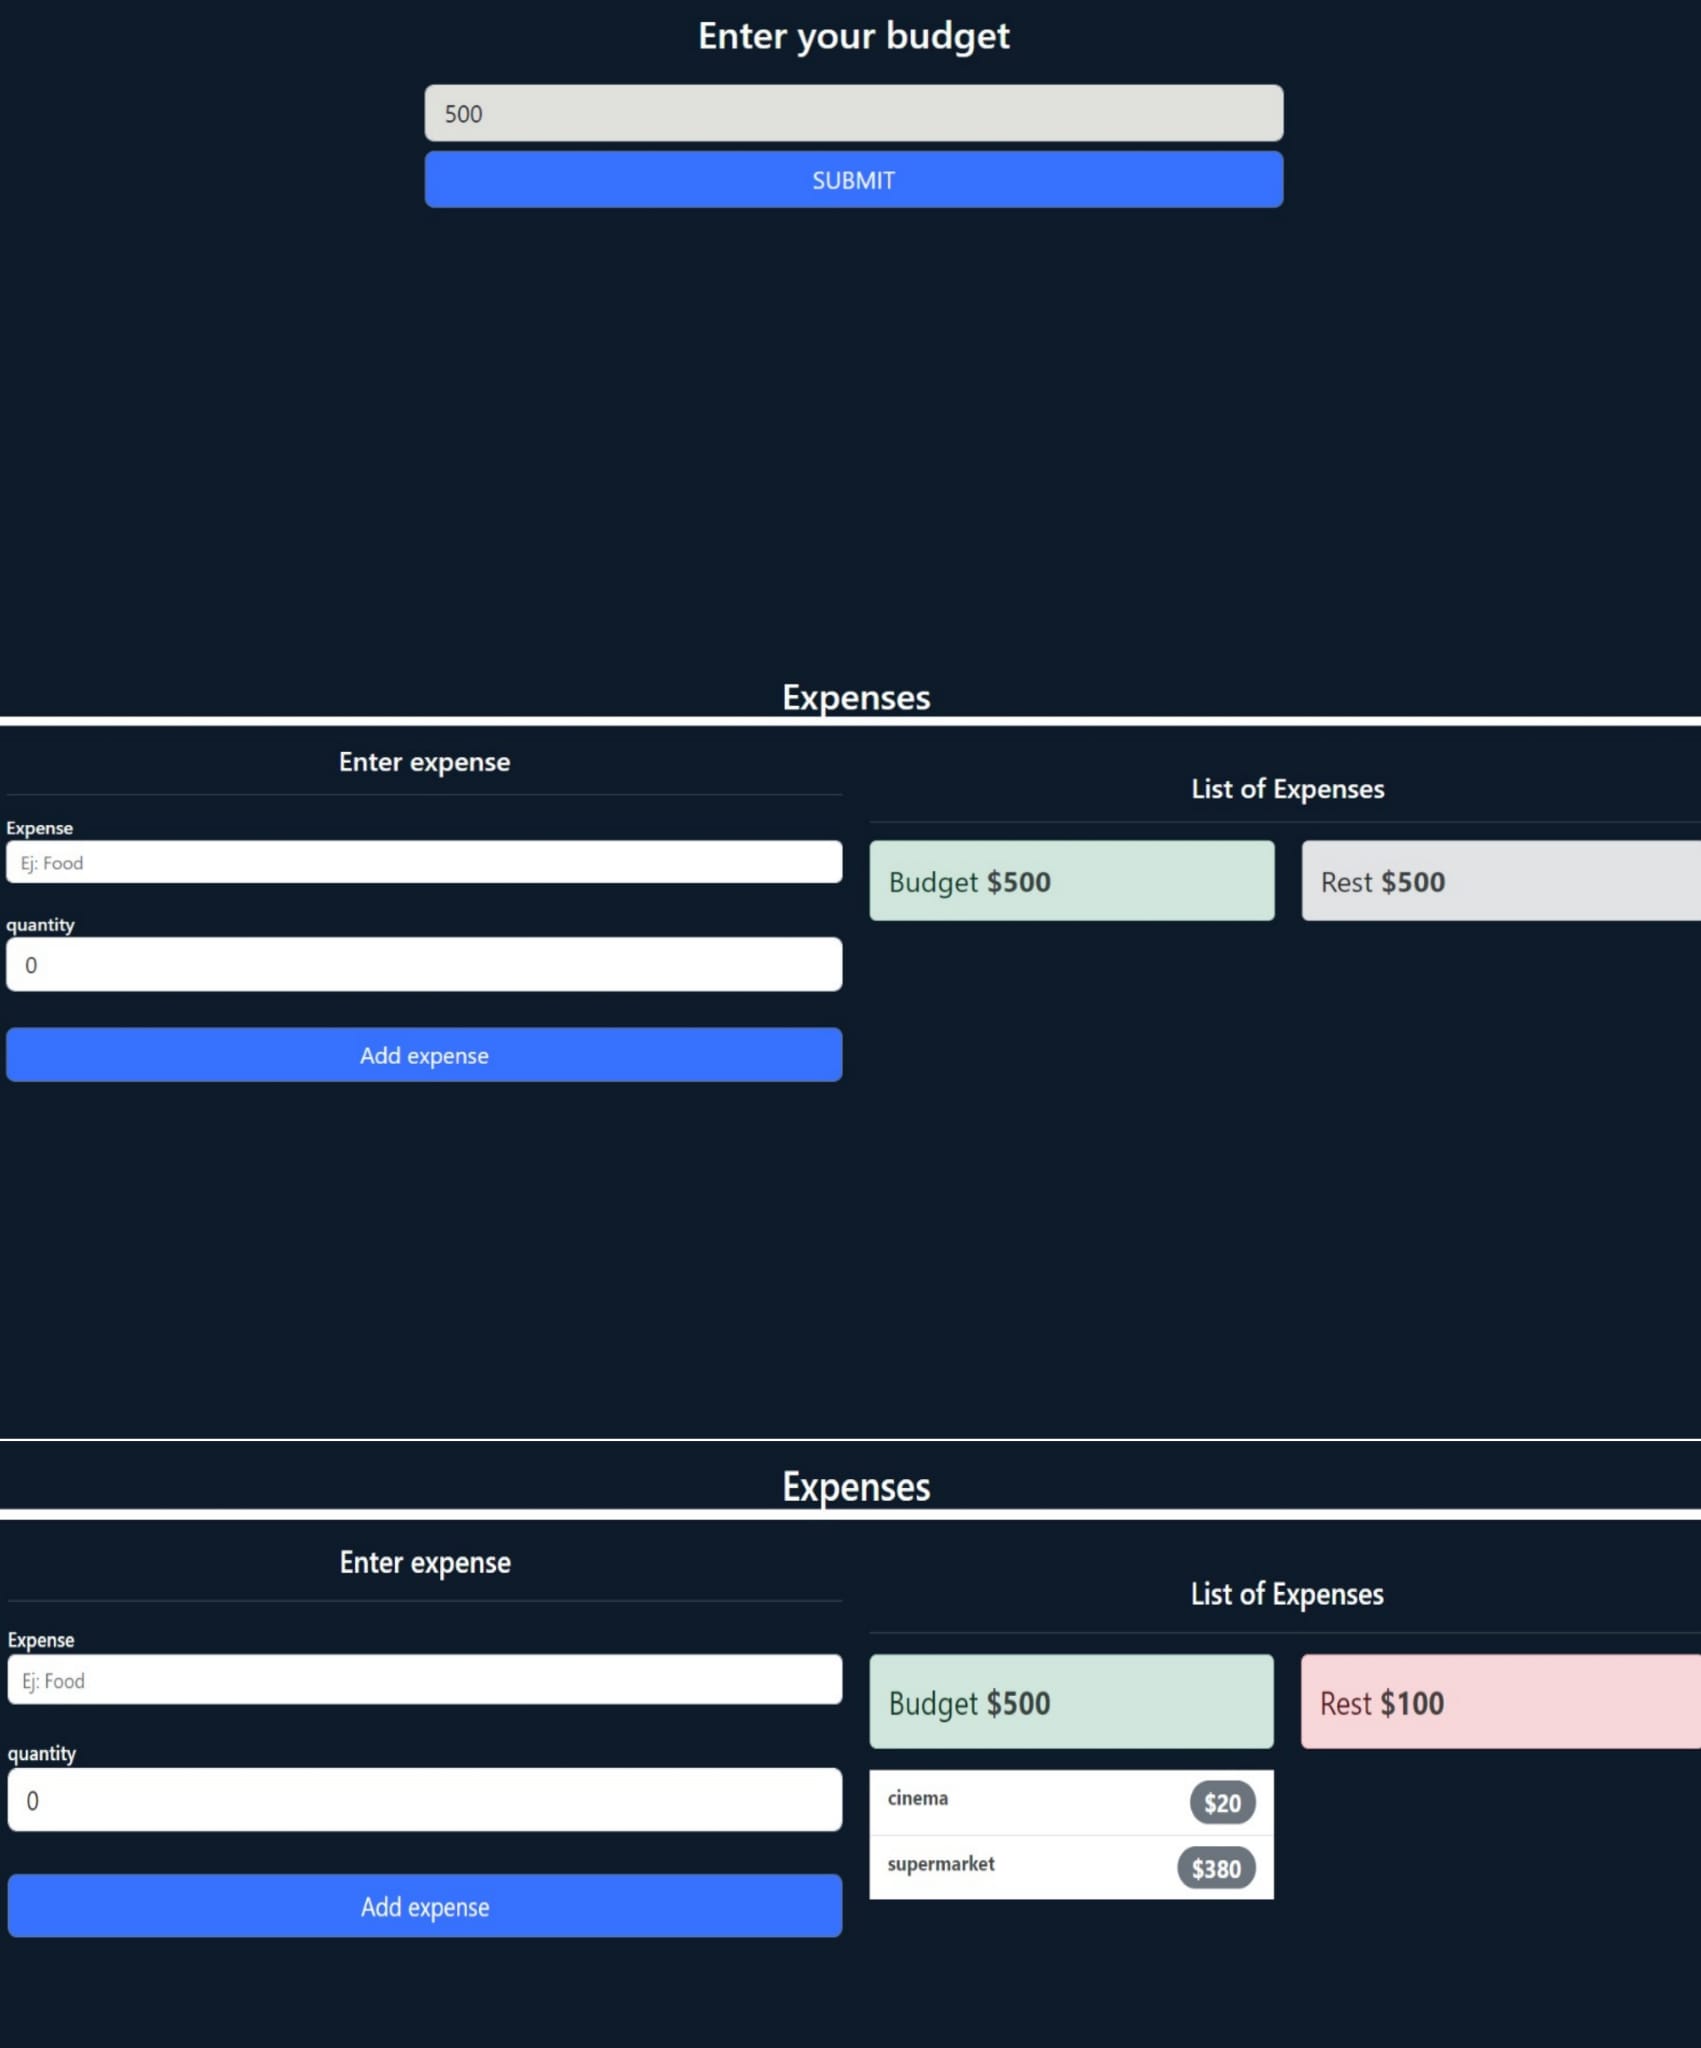 Enter your budget
500
SUBMIT
Expenses
Enter expense
Expense
Ej: Food
quantity
0
Add expense
List of Expenses
Budget $500
Rest $500
Expenses
Enter expense
Expense
Ej: Food
quantity
0
Add expense
List of Expenses
Budget $500
Rest $100
cinema $20
supermarket $380